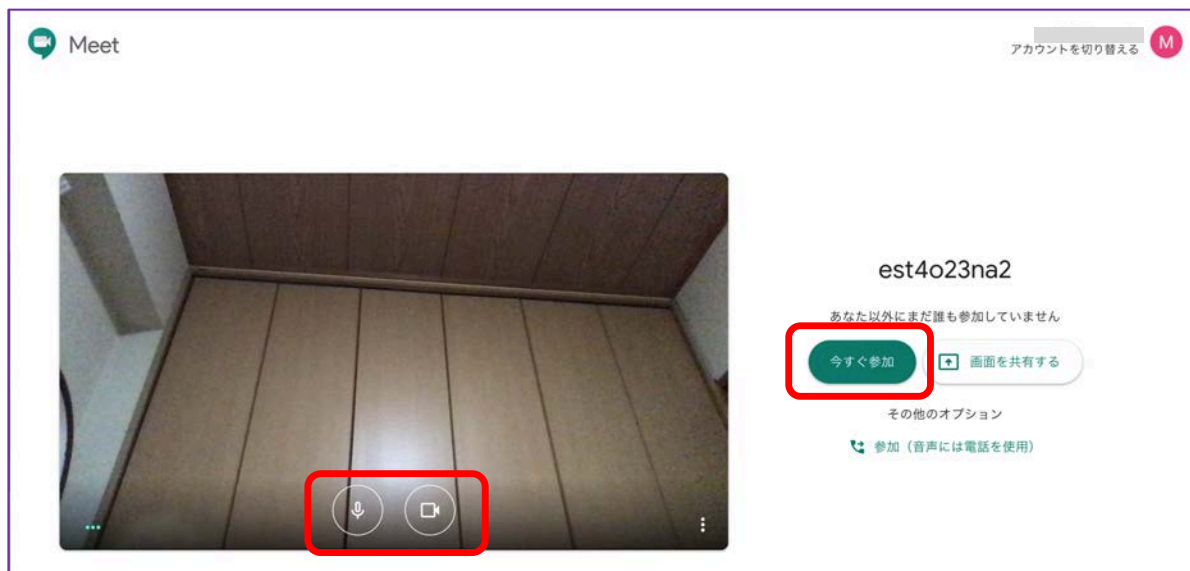 Meet
アカウントを切り替える
M
est4o23na2
あなた以外にまだ誰も参加していません
今すぐ参加
画面を共有する
その他のオプション
参加（音声には電話を使用）